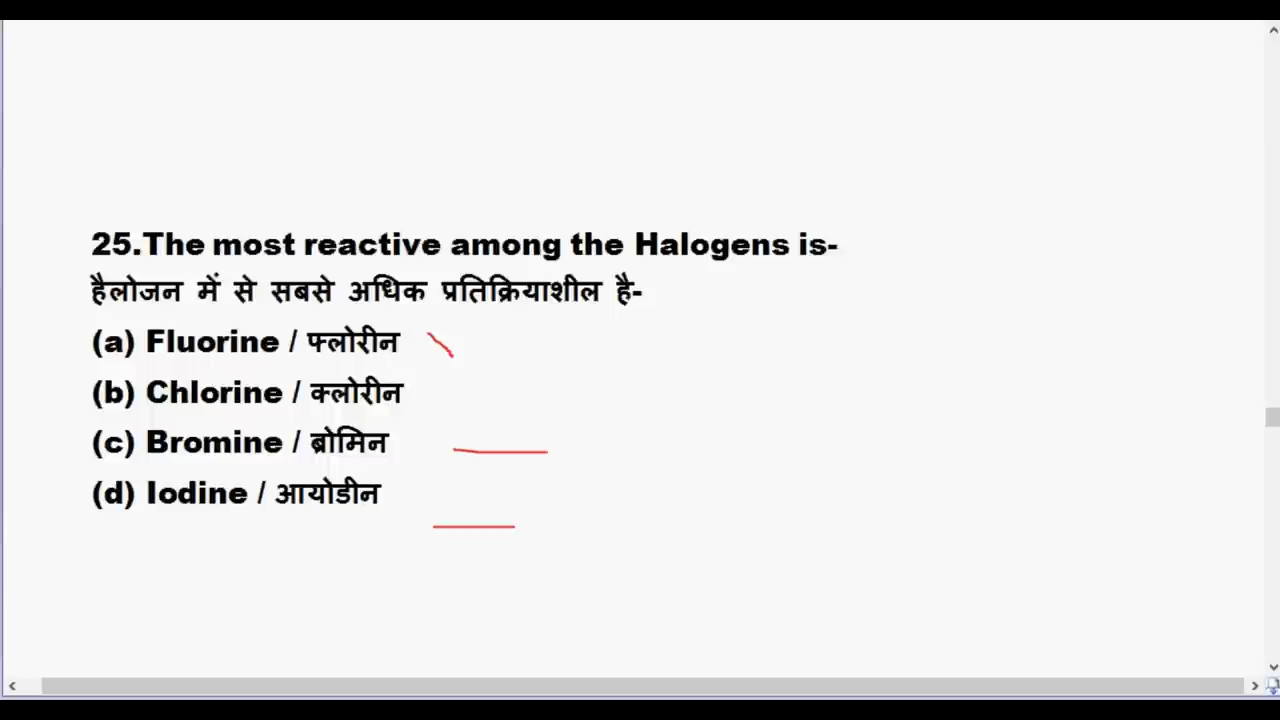 25.The most reactive among the Halogens is-
हैलोजन में से सबसे अधिक प्रतिक्रियाशील है-
(a) Fluorine / फ्लोरीन
(b) Chlorine / क्लोरीन
(c) Bromine / ब्रोमिन
(d) Iodine / आयोडीन